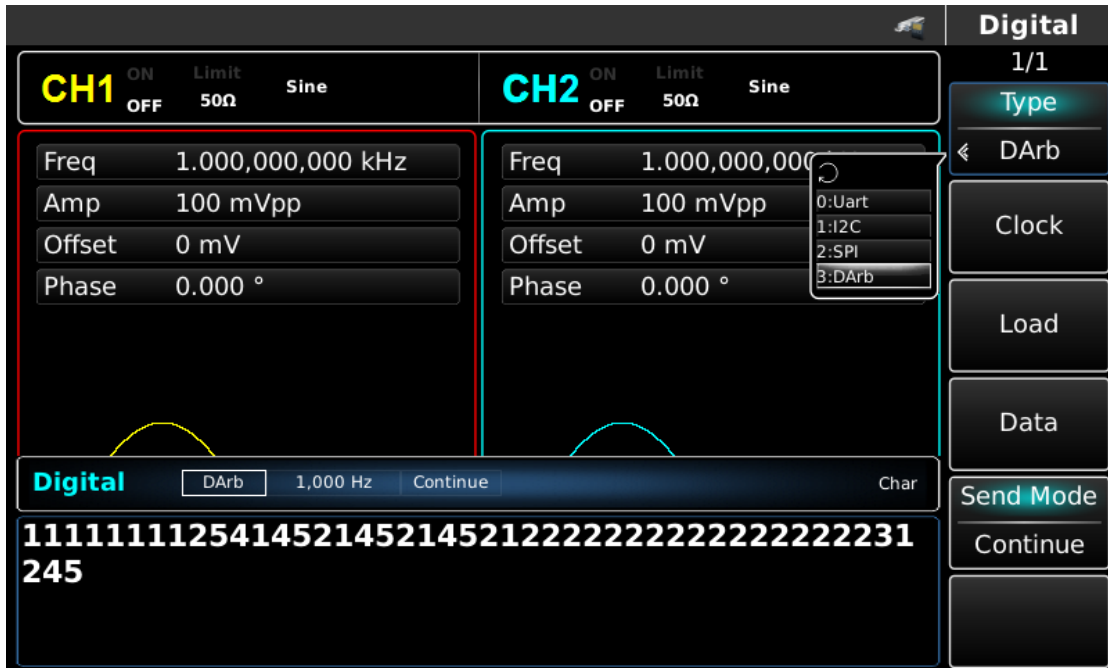 Digital
1/1
CH1 ON OFF Limit 50Ω Sine
CH2 ON OFF Limit 50Ω Sine
Type
DArb
Freq 1.000,000,000 kHz
Amp 100 mVpp
Offset 0 mV
Phase 0.000 °
Freq 1.000,000,000
Amp 100 mVpp
Offset 0 mV
Phase 0.000 °
0:Uart
1:I2C
2:SPI
3:DArb
Clock
Load
Data
Send Mode
Continue
Digital DArb 1,000 Hz Continue Char
11111111125414521452145212222222222222222231
245